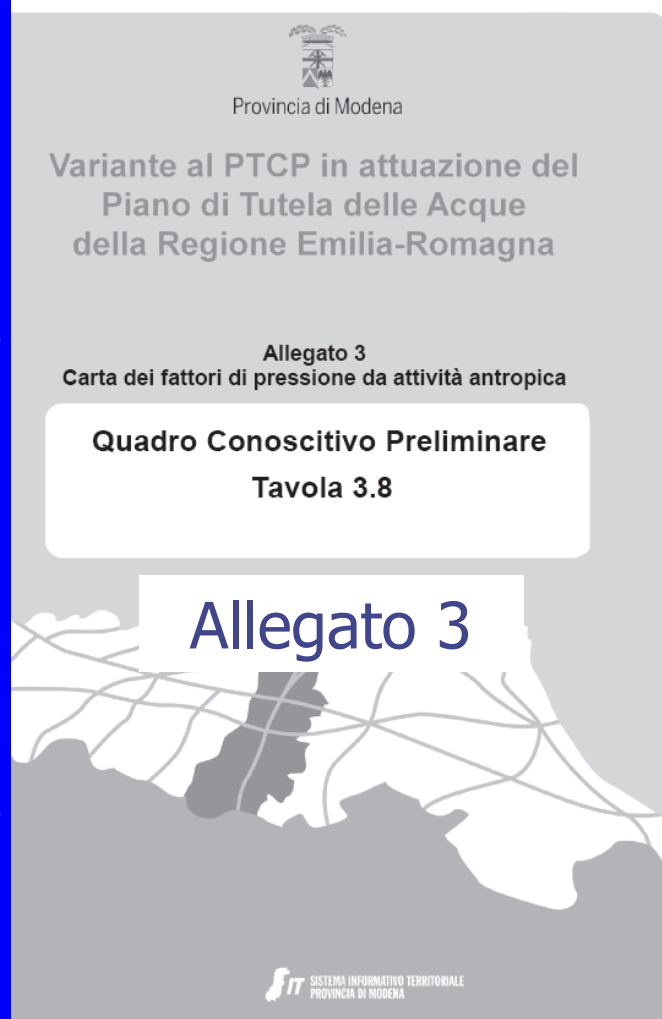 Provincia di Modena
Variante al PTCP in attuazione del
Piano di Tutela delle Acque
della Regione Emilia-Romagna
Allegato 3
Carta dei fattori di pressione da attività antropica
Quadro Conoscitivo Preliminare
Tavola 3.8
Allegato 3
SIT SISTEMA INFORMATIVO TERRITORIALE
PROVINCIA DI MODENA